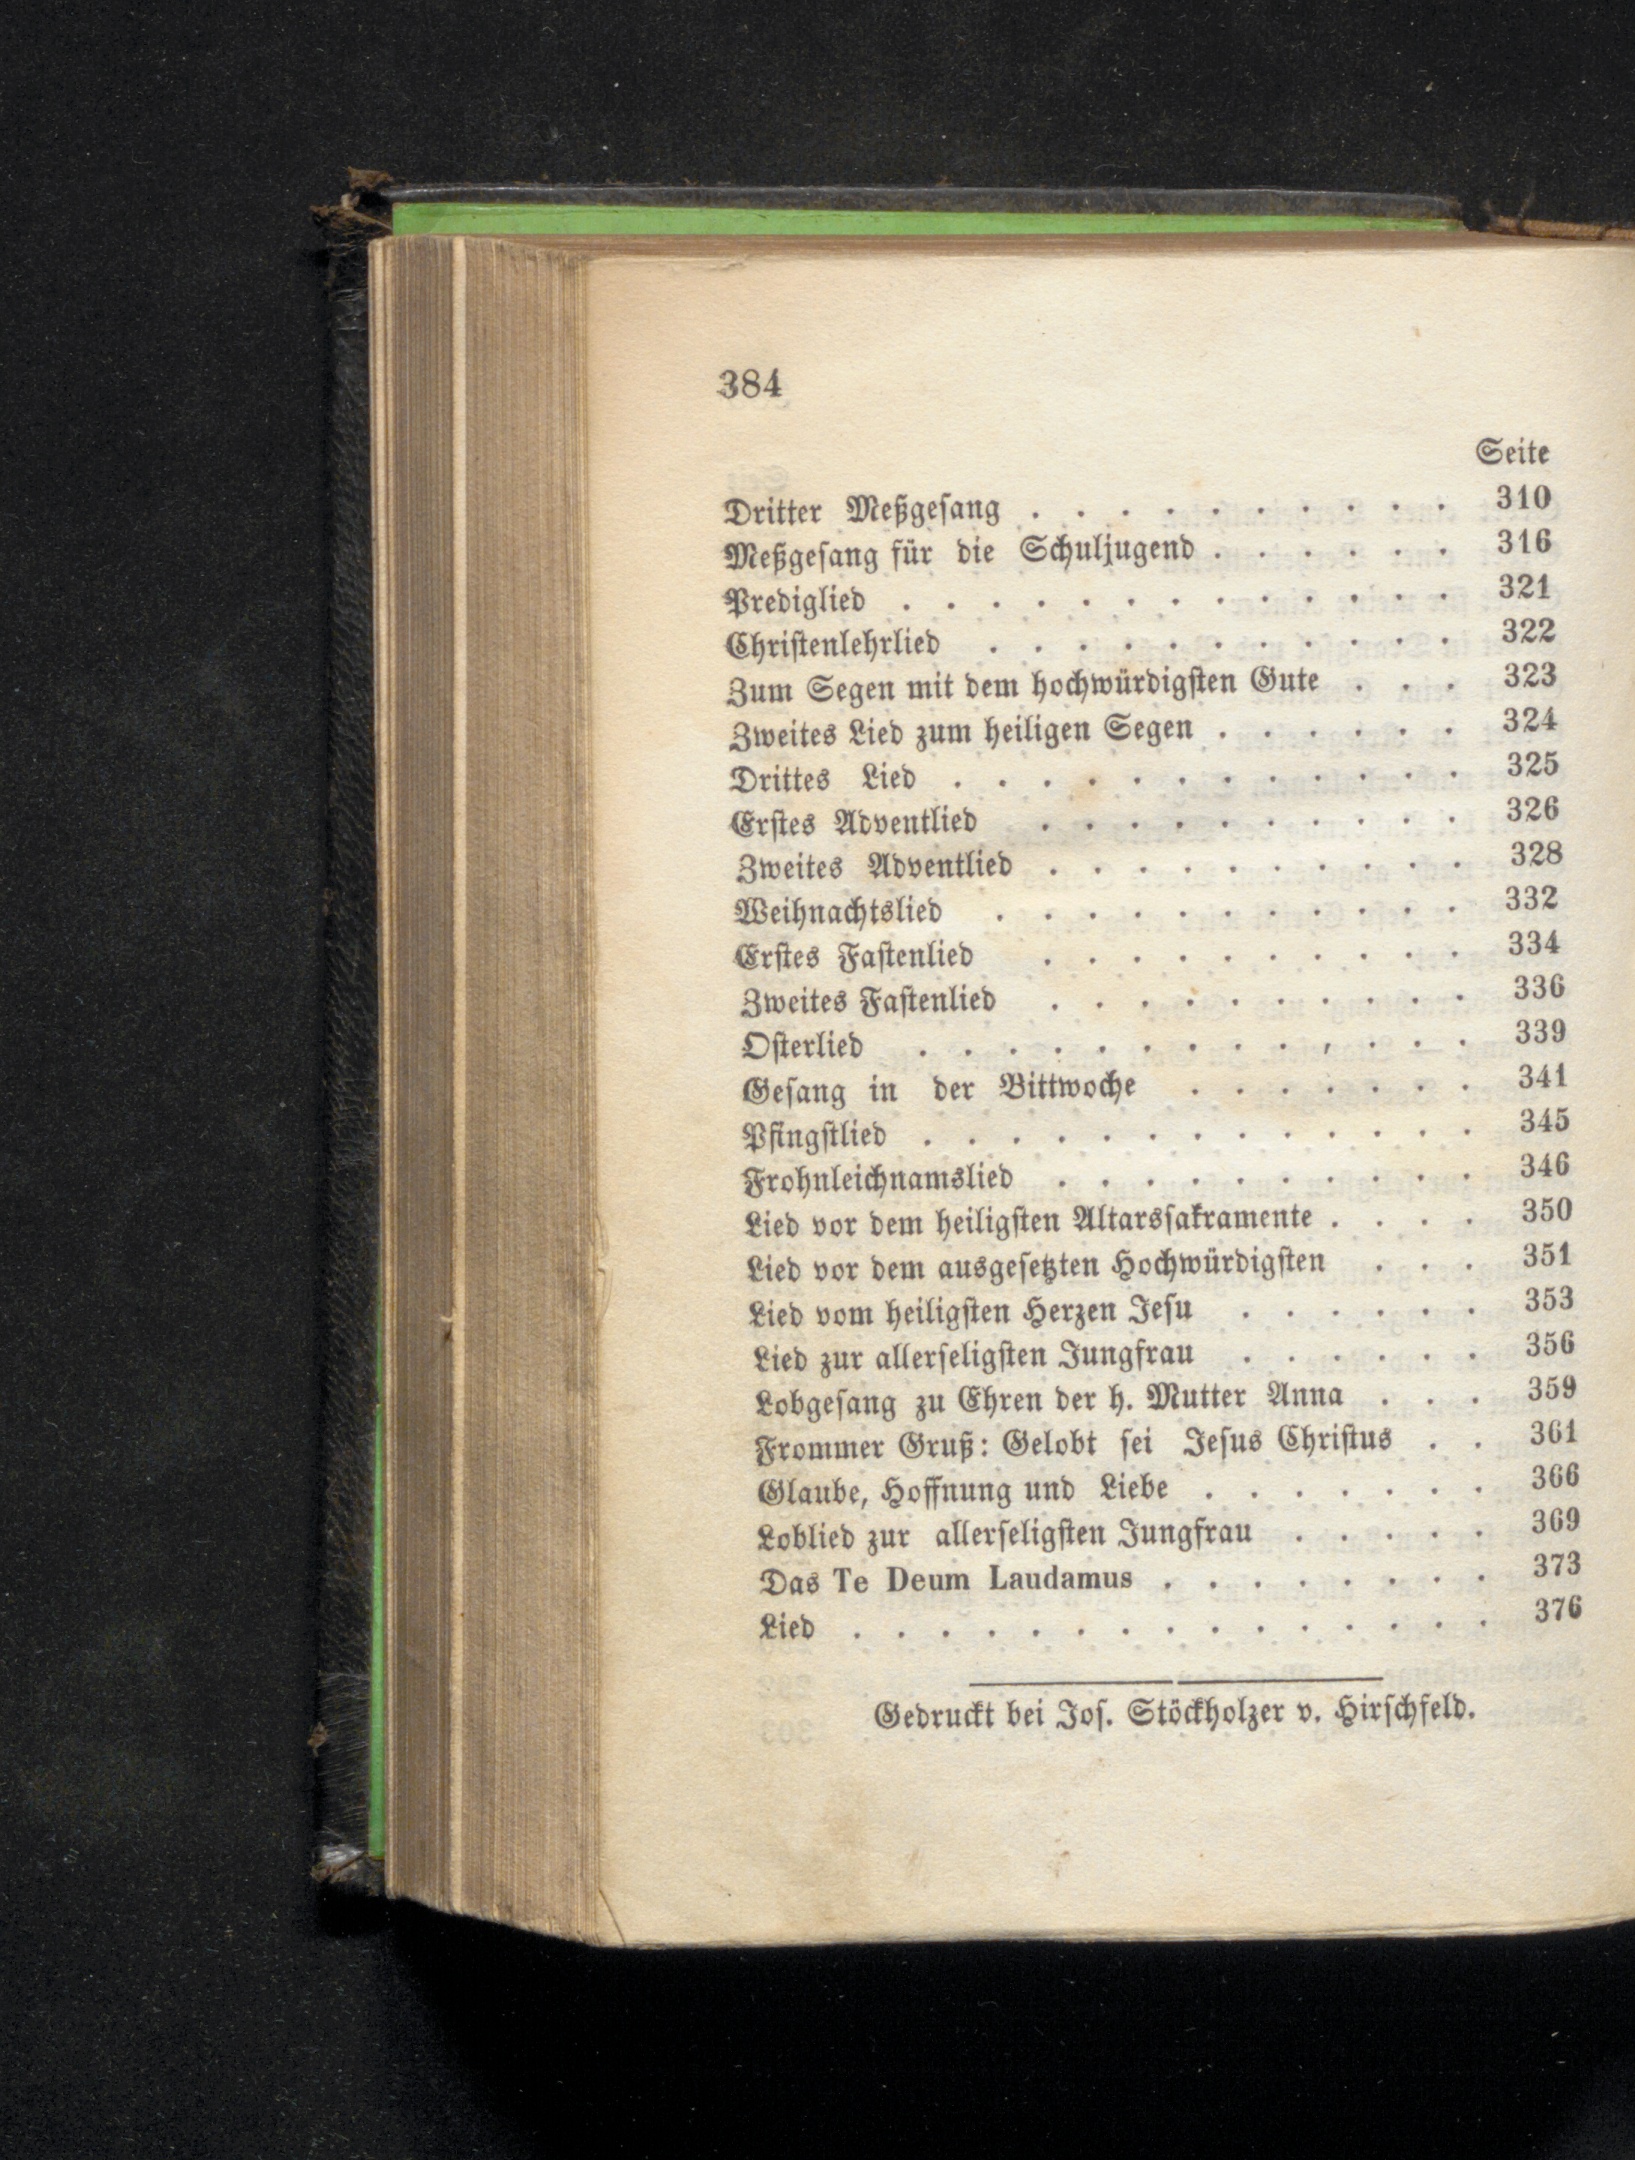 384
Seite
Dritter Meßgeſang . . . . . . . . . . 310
Meßgeſang für die Schuljugend . . . . . . 316
Prediglied . . . . . . . . . . . . . 321
Chriſtenlehrlied . . . . . . . . . . . 322
Zum Segen mit dem hochwürdigſten Gute . . . 323
Zweites Lied zum heiligen Segen . . . . . . 324
Drittes Lied . . . . . . . . . . . . 325
Erſtes Adventlied . . . . . . . . . . 326
Zweites Adventlied . . . . . . . . . . 328
Weihnachtslied . . . . . . . . . . . 332
Erſtes Faſtenlied . . . . . . . . . . 334
Zweites Faſtenlied . . . . . . . . . . 336
Oſterlied . . . . . . . . . , . . . 339
Geſang in der Bittwoche . . . . . . . 341
Pfingſtlied . . . . . . . . . . . . . 345
Frohnleichnamslied . . . . . . . . . . 346
Lied vor dem heiligſten Altarsſakramente . . . . 350
Lied vor dem ausgeſetzten Hochwürdigſten . . . 351
Lied vom heiligſten Herzen Jeſu . . . . . . 353
Lied zur allerſeligſten Jungfrau . . . . . . 356
Lobgeſang zu Ehren der h. Mutter Anna . . . 359
Frommer Gruß: Gelobt ſei Jeſus Chriſtus . . 361
Glaube, Hoffnung und Liebe . . . . . . . 366
Loblied zur allerſeligſten Jungfrau . . . . . 369
Das Te Deum Laudamus . . . . . . . . 373
Lied . . . . . . . . . . . . . . . 376
Gedruckt bei Joſ. Stöckholzer v. Hirſchfeld.